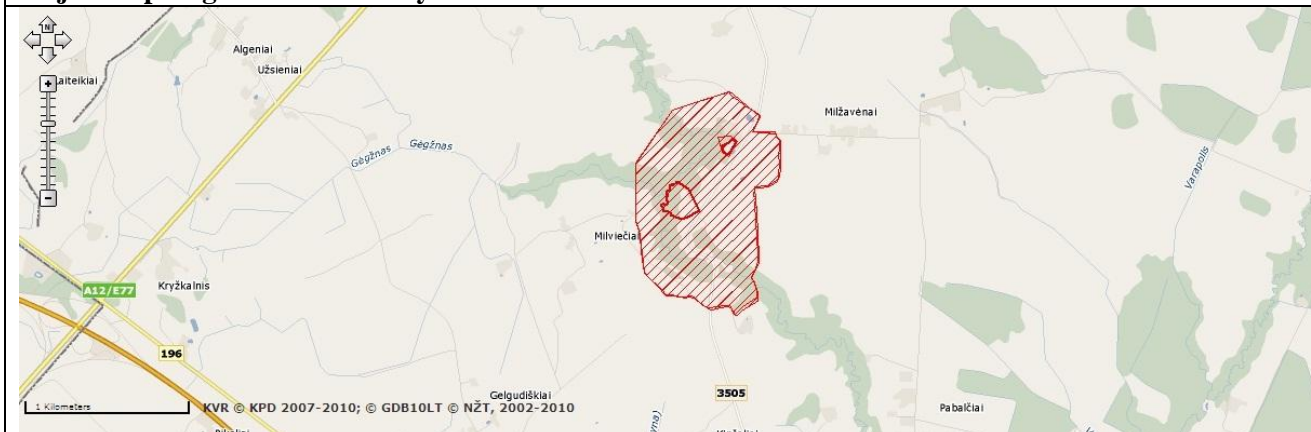 N
Algeniai
Užsieniai
Laiteikiai
Milžavėnai
Gėgžnas
Gėgžnas
Varapolis
Milviečiai
A12/E77
Kryžkalnis
196
Gelgudiškiai
3505
Pabalčiai
1 Kilometers
KVR © KPD 2007-2010; © GDB10LT © NŽT, 2002-2010